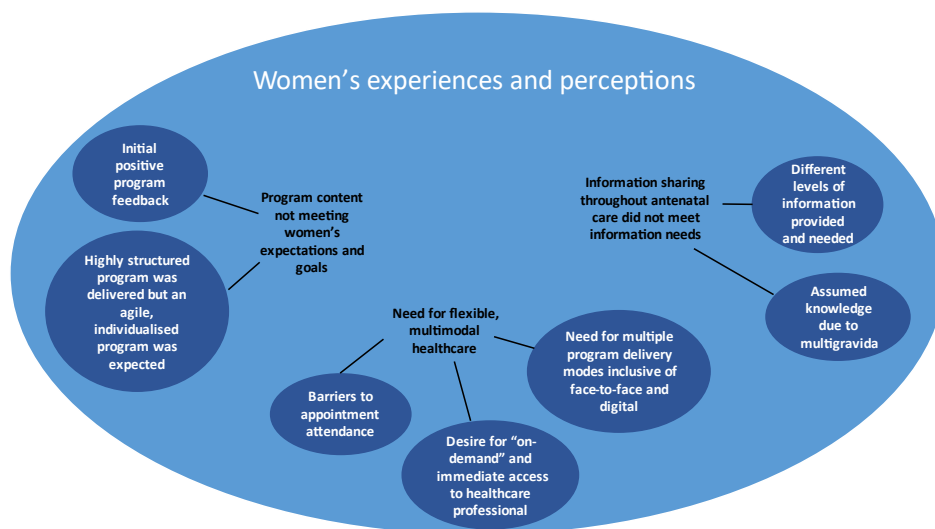 Women's experiences and perceptions
Initial
positive
program
feedback
Program content
not meeting
women's
expectations and
goals
Highly structured
program was
delivered but an
agile,
individualised
program was
expected
Information sharing
throughout antenatal
care did not meet
information needs
Different
levels of
information
provided
and needed
Assumed
knowledge
due to
multigravida
Need for flexible,
multimodal
healthcare
Barriers to
appointment
attendance
Desire for “on-
demand” and
immediate access
to healthcare
professional
Need for multiple
program delivery
modes inclusive of
face-to-face and
digital